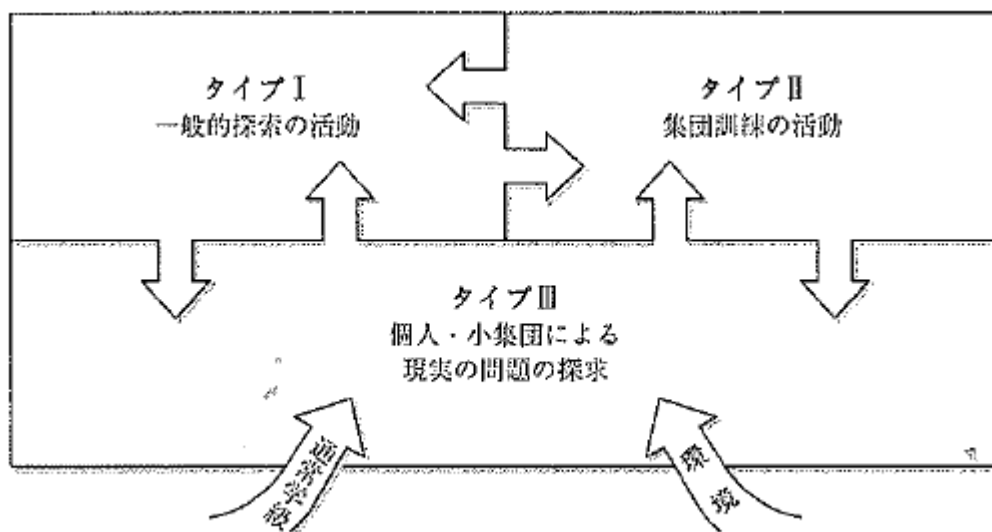 タイプⅠ
一般的探索の活動
タイプⅡ
集団訓練の活動
タイプⅢ
個人・小集団による
現実の問題の探求
通常学級
環境